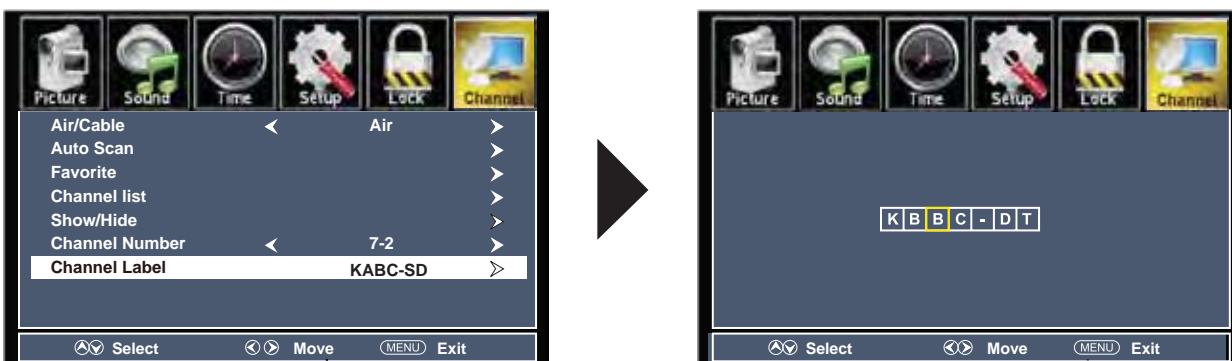 Picture Sound Time Setup Lock Channel
Air/Cable Air
Auto Scan
Favorite
Channel list
Show/Hide
Channel Number 7-2
Channel Label KABC-SD
Select Move MENU Exit
Picture Sound Time Setup Lock Channel
KBBC-DT
Select Move MENU Exit